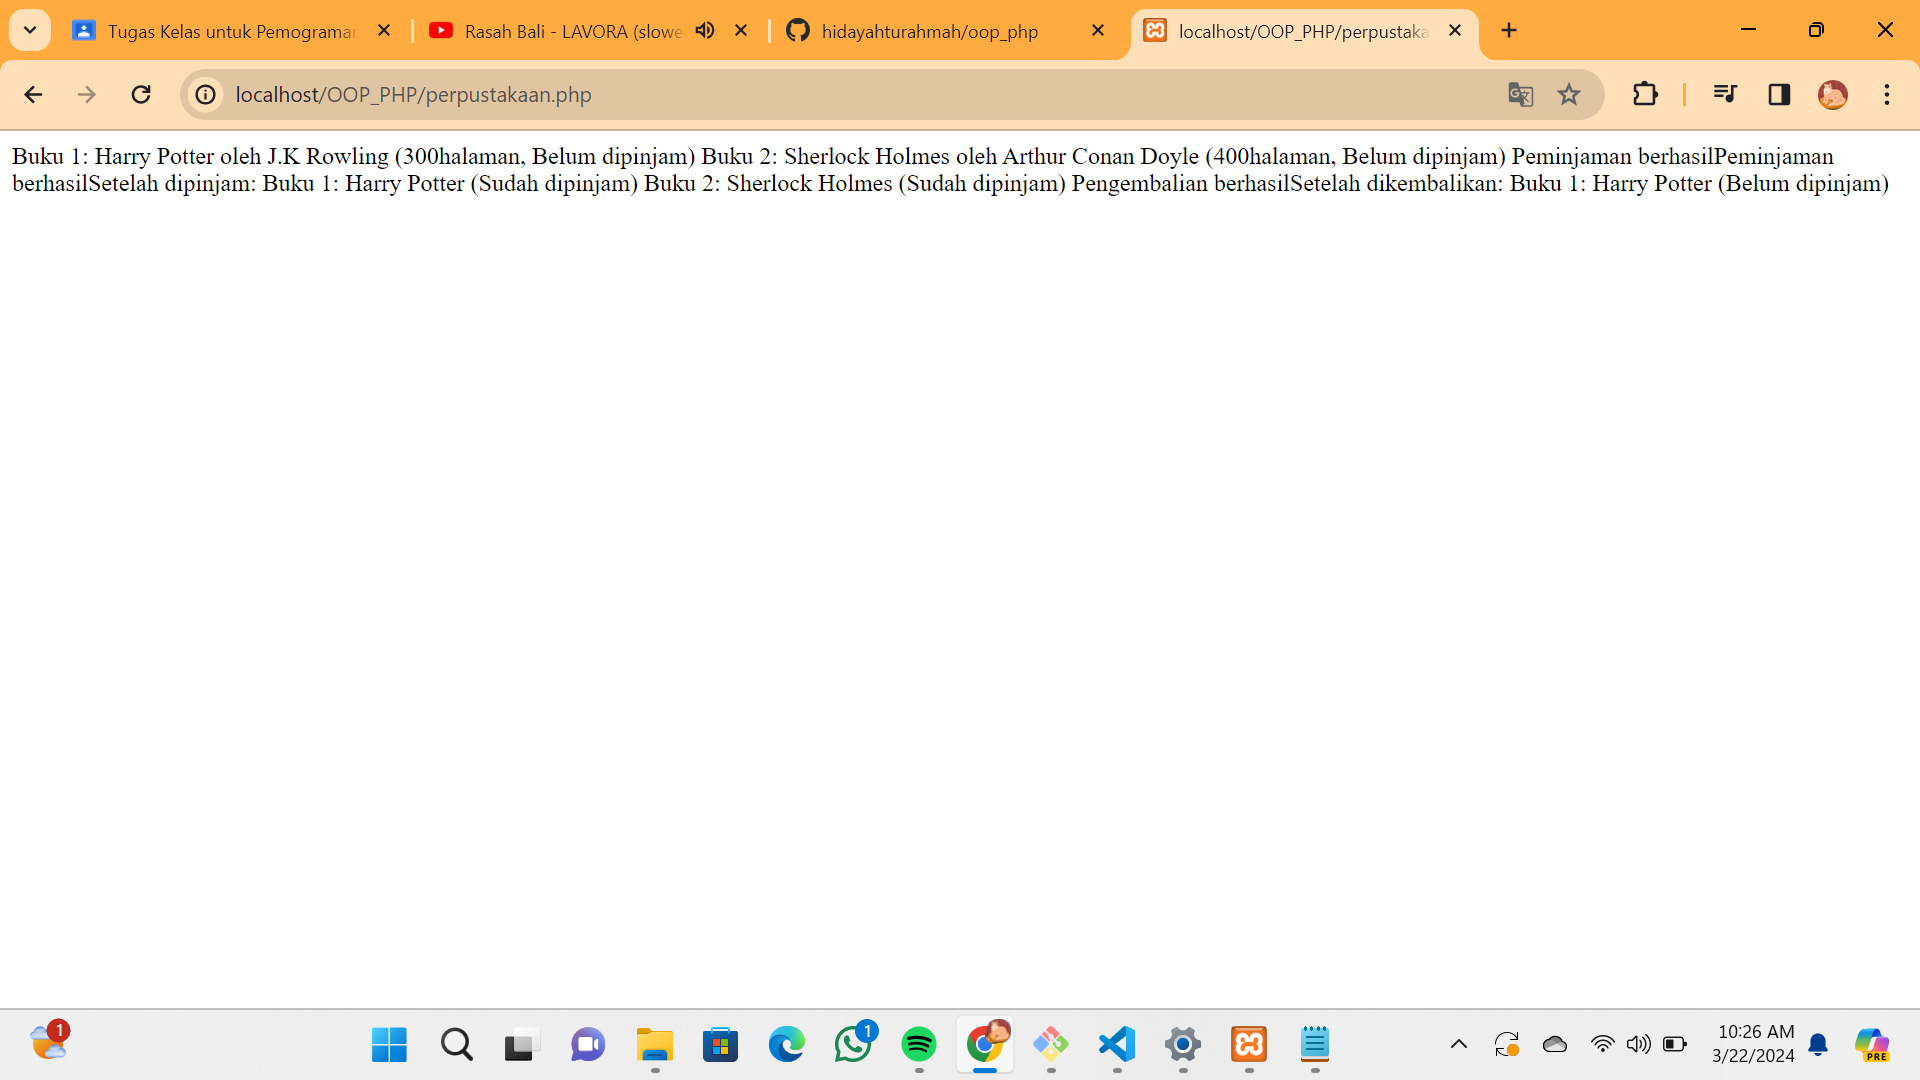 Tugas Kelas untuk Pemograman
Rasah Bali - LAVORA (slowe
hidayahturahmah/oop_php
localhost/OOP_PHP/perpustaka
localhost/OOP_PHP/perpustakaan.php
Buku 1: Harry Potter oleh J.K Rowling (300halaman, Belum dipinjam) Buku 2: Sherlock Holmes oleh Arthur Conan Doyle (400halaman, Belum dipinjam) Peminjaman berhasilPeminjaman
berhasilSetelah dipinjam: Buku 1: Harry Potter (Sudah dipinjam) Buku 2: Sherlock Holmes (Sudah dipinjam) Pengembalian berhasilSetelah dikembalikan: Buku 1: Harry Potter (Belum dipinjam)
1
1
10:26 AM
3/22/2024
PRE